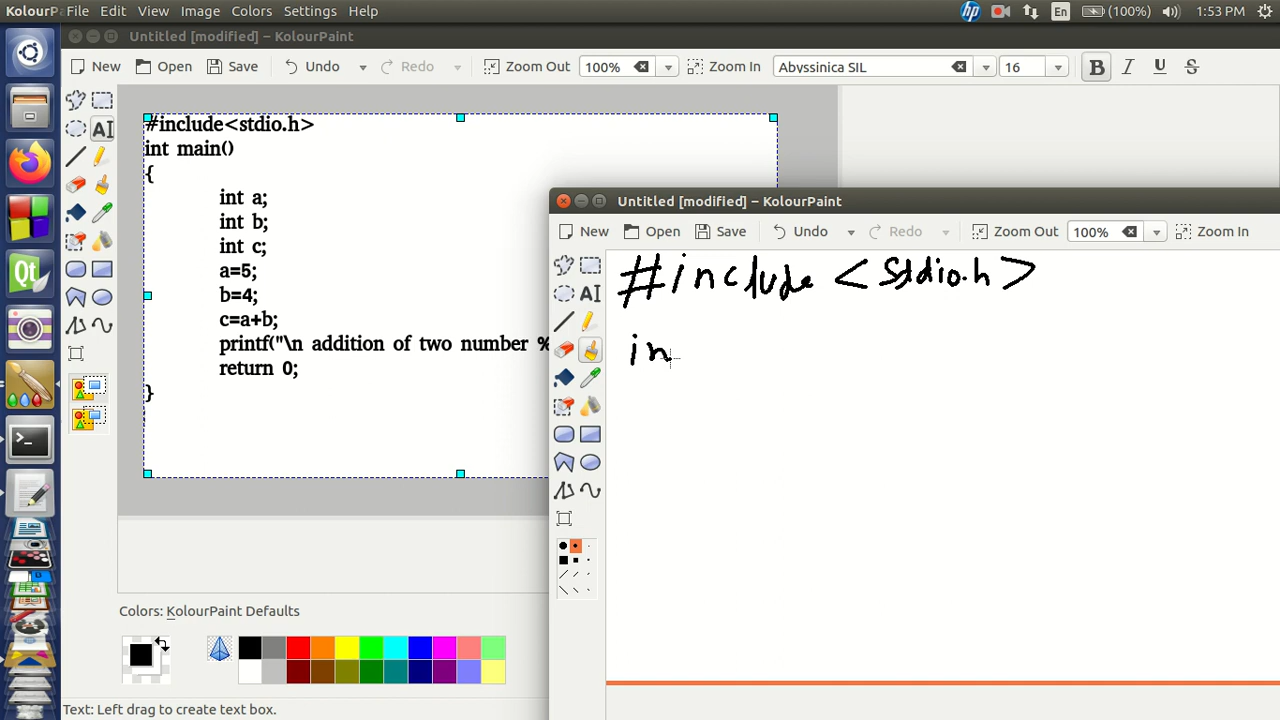 KolourPa File Edit View Image Colors Settings Help hp En (100%) 1:53 PM
Untitled [modified] – KolourPaint
New Open Save Undo Redo Zoom Out 100% Zoom In Abyssinica SIL 16 B I U S
#include<stdio.h>
int main()
{
int a;
int b;
int c;
a=5;
b=4;
c=a+b;
printf("\n addition of two number %
return 0;
}
Untitled [modified] – KolourPaint
New Open Save Undo Redo Zoom Out 100% Zoom In
#include <stdio.h>
in
Colors: KolourPaint Defaults
Text: Left drag to create text box.